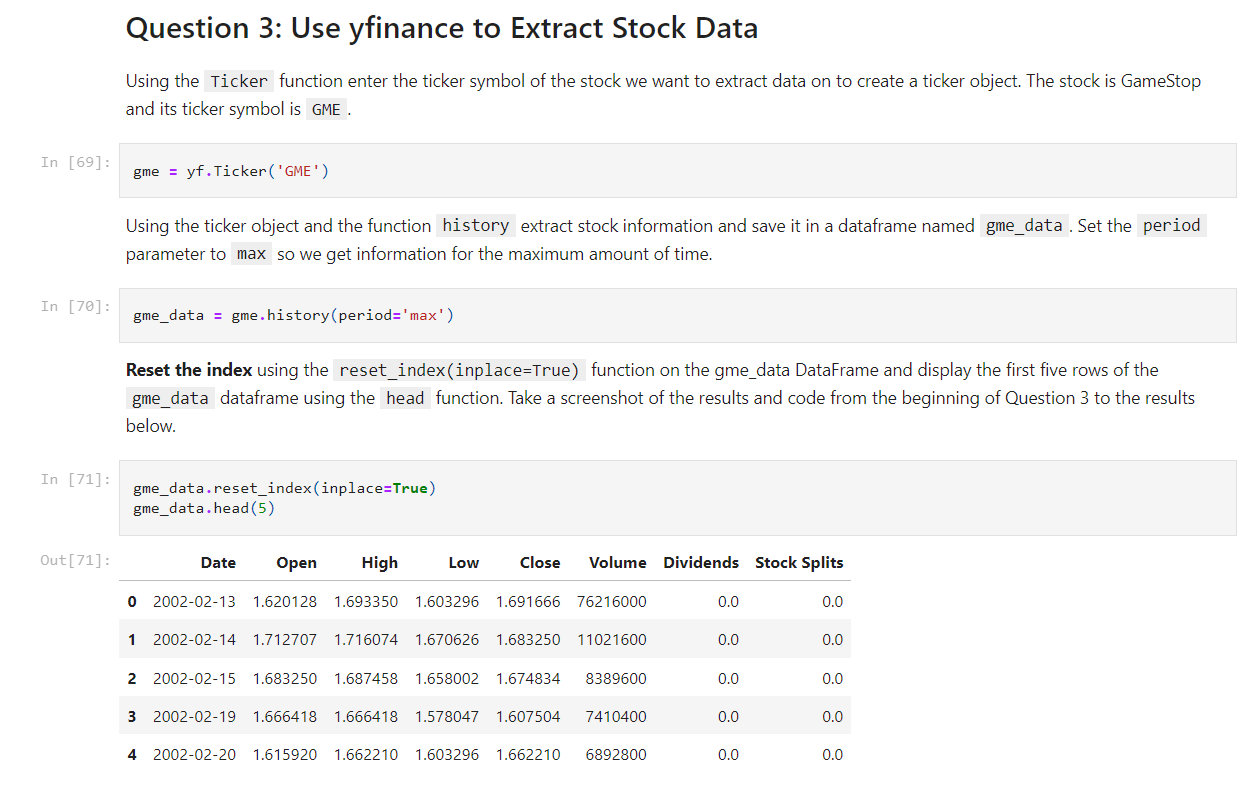 Question 3: Use yfinance to Extract Stock Data
Using the Ticker function enter the ticker symbol of the stock we want to extract data on to create a ticker object. The stock is GameStop
and its ticker symbol is GME .
In [69]:
gme = yf.Ticker('GME')
Using the ticker object and the function history extract stock information and save it in a dataframe named gme_data . Set the period
parameter to max so we get information for the maximum amount of time.
In [70]:
gme_data = gme.history(period='max')
Reset the index using the reset_index(inplace=True) function on the gme_data DataFrame and display the first five rows of the
gme_data dataframe using the head function. Take a screenshot of the results and code from the beginning of Question 3 to the results
below.
In [71]:
gme_data.reset_index(inplace=True)
gme_data.head(5)
Out[71]:
Date Open High Low Close Volume Dividends Stock Splits
0 2002-02-13 1.620128 1.693350 1.603296 1.691666 76216000 0.0 0.0
1 2002-02-14 1.712707 1.716074 1.670626 1.683250 11021600 0.0 0.0
2 2002-02-15 1.683250 1.687458 1.658002 1.674834 8389600 0.0 0.0
3 2002-02-19 1.666418 1.666418 1.578047 1.607504 7410400 0.0 0.0
4 2002-02-20 1.615920 1.662210 1.603296 1.662210 6892800 0.0 0.0